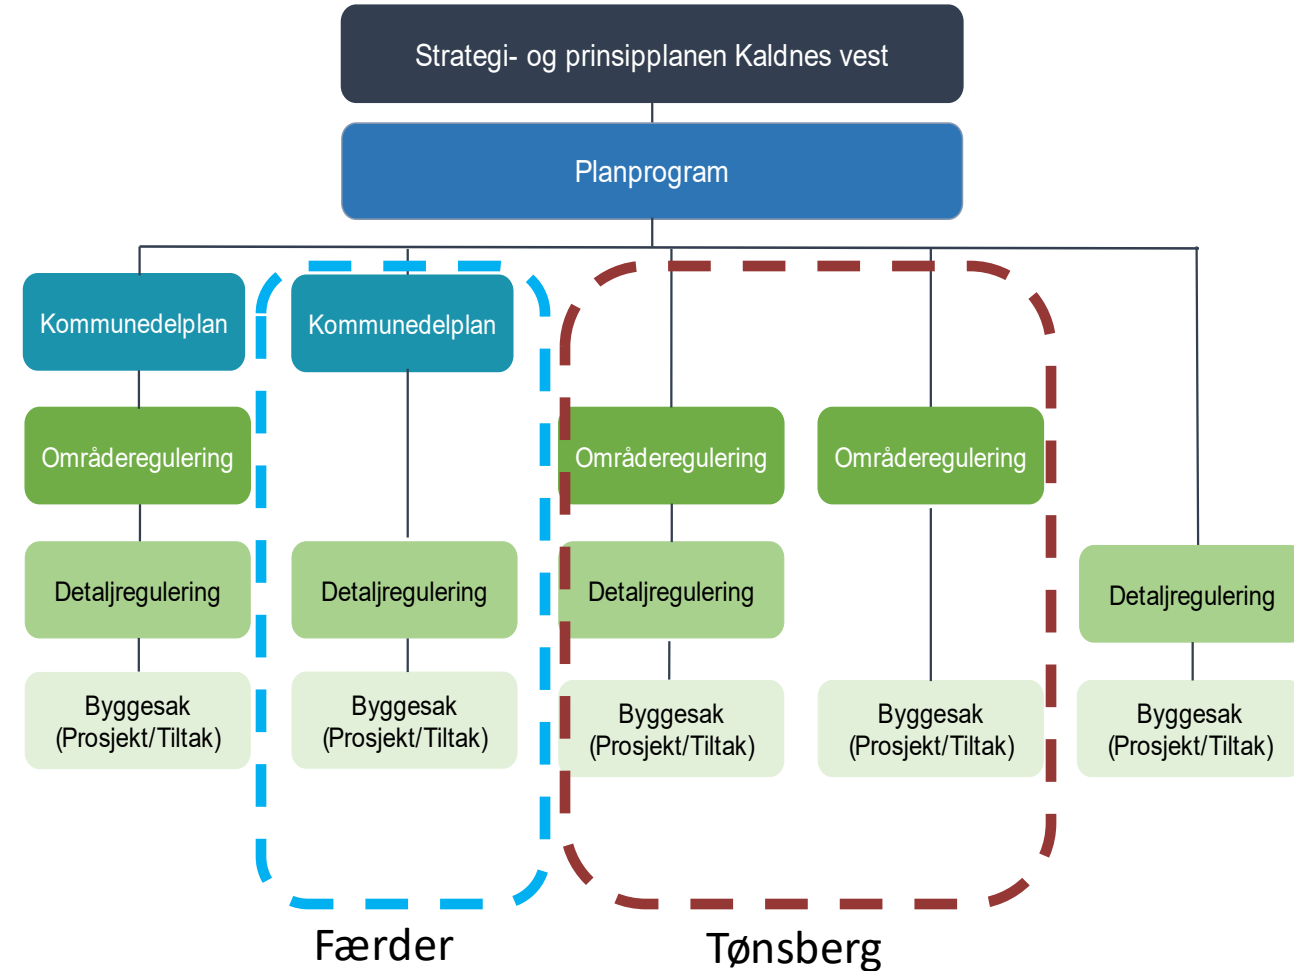 Strategi- og prinsipplanen Kaldnes vest
Planprogram
Kommunedelplan
Kommunedelplan
Områderegulering
Områderegulering
Områderegulering
Detaljregulering
Detaljregulering
Detaljregulering
Detaljregulering
Byggesak
(Prosjekt/Tiltak)
Byggesak
(Prosjekt/Tiltak)
Byggesak
(Prosjekt/Tiltak)
Byggesak
(Prosjekt/Tiltak)
Byggesak
(Prosjekt/Tiltak)
Færder
Tønsberg